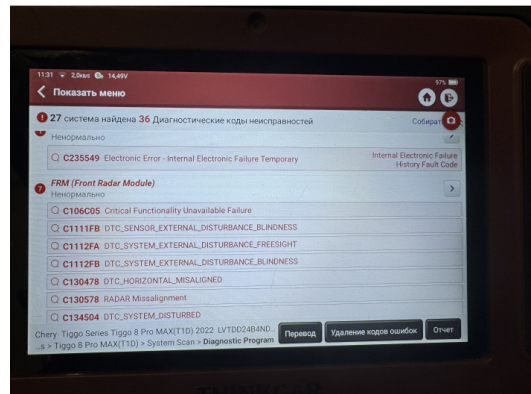 11:31 2,0кв/с 14,49V 97%
Показать меню
27 система найдена 36 Диагностические коды неисправностей Собират
Ненормально
C235549 Electronic Error - Internal Electronic Failure Temporary Internal Electronic Failure
History Fault Code
7 FRM (Front Radar Module)
Ненормально
C106C05 Critical Functionality Unavailable Failure
C1111FB DTC_SENSOR_EXTERNAL_DISTURBANCE_BLINDNESS
C1112FA DTC_SYSTEM_EXTERNAL_DISTURBANCE_FREESIGHT
C1112FB DTC_SYSTEM_EXTERNAL_DISTURBANCE_BLINDNESS
C130478 DTC_HORIZONTAL_MISALIGNED
C130578 RADAR Missalignment
C134504 DTC_SYSTEM_DISTURBED
Chery Tiggo Series Tiggo 8 Pro MAX(T1D) 2022 LVTDD24B4ND...
...s > Tiggo 8 Pro MAX(T1D) > System Scan > Diagnostic Program
Перевод Удаление кодов ошибок Отчет
THINKCAR